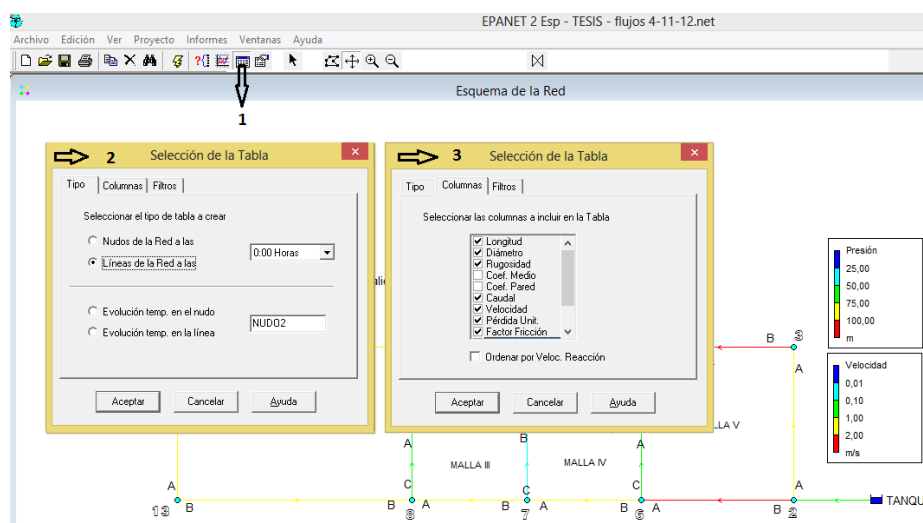 EPANET 2 Esp - TESIS - flujos 4-11-12.net
Archivo Edición Ver Proyecto Informes Ventanas Ayuda
Esquema de la Red
1
2 Selección de la Tabla
Tipo Columnas Filtros
Seleccionar el tipo de tabla a crear
Nudos de la Red a las
Líneas de la Red a las
0:00 Horas
Evolución temp. en el nudo
Evolución temp. en la línea
NUDO2
Aceptar Cancelar Ayuda
3 Selección de la Tabla
Tipo Columnas Filtros
Seleccionar las columnas a incluir en la Tabla
Longitud
Diámetro
Rugosidad
Coef. Medio
Coef. Pared
Caudal
Velocidad
Pérdida Unit.
Factor Fricción
Ordenar por Veloc. Reacción
Aceptar Cancelar Ayuda
Presión
25,00
50,00
75,00
100,00
m
Velocidad
0,01
0,10
1,00
2,00
m/s
B 3
A
LLA V
A B A
MALLA III MALLA IV
A C C C A
13 B B 8 A B 7 A B 6 A B 2 TANQU